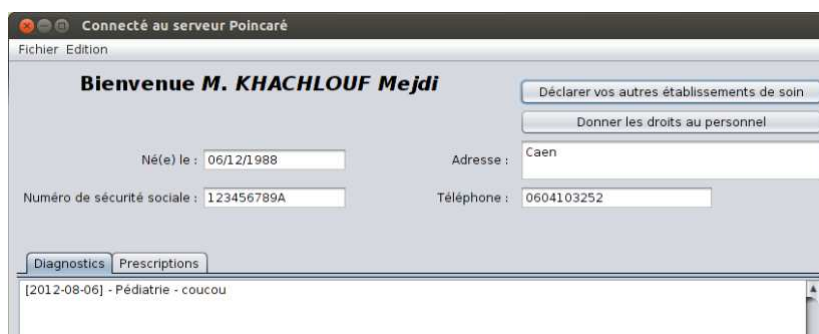 Connecté au serveur Poincaré
Fichier Edition
Bienvenue M. KHACHLOUF Mejdi
Déclarer vos autres établissements de soin
Donner les droits au personnel
Né(e) le : 06/12/1988
Adresse : Caen
Numéro de sécurité sociale : 123456789A
Téléphone : 0604103252
Diagnostics Prescriptions
[2012-08-06] - Pédiatrie - coucou